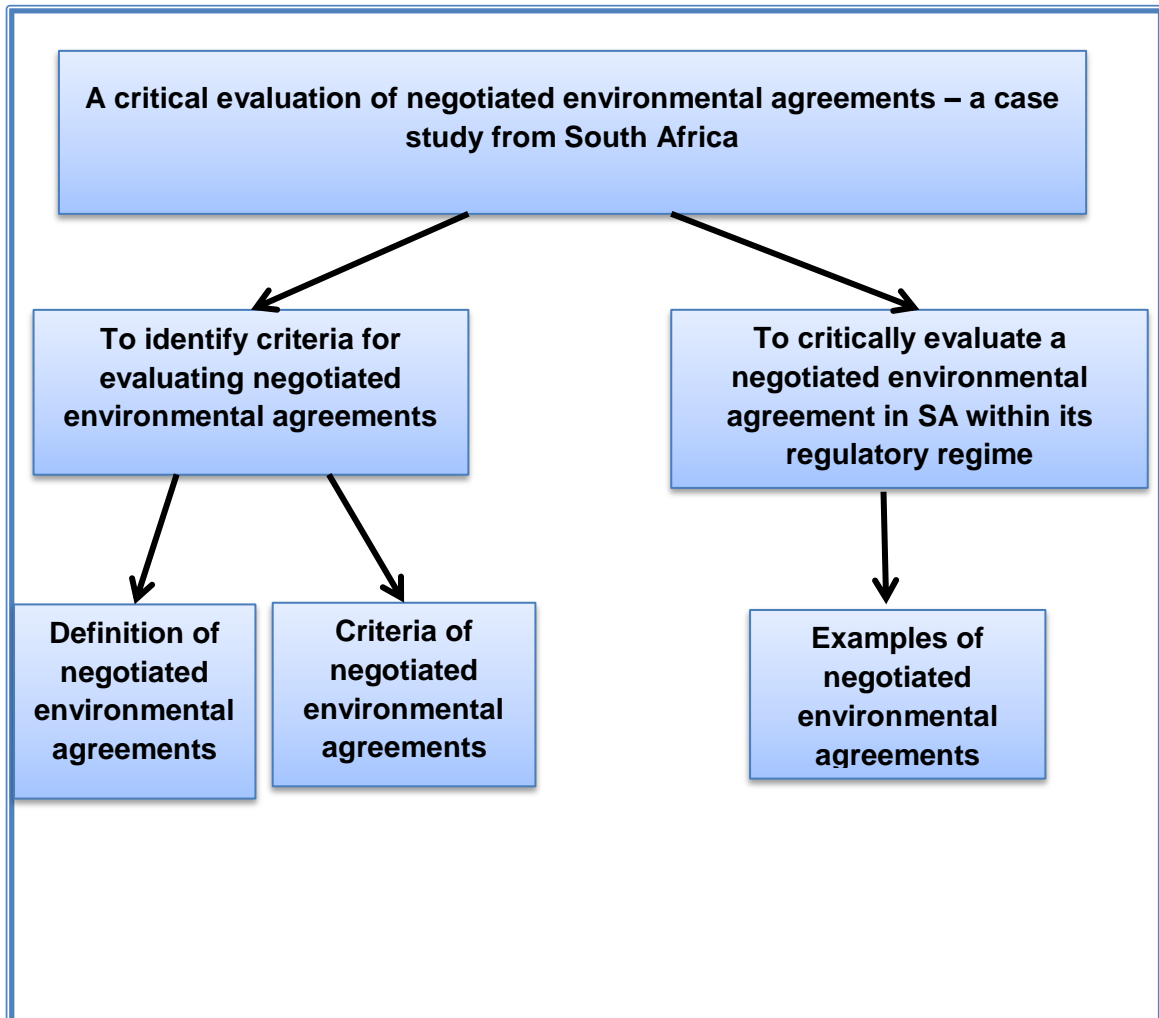 A critical evaluation of negotiated environmental agreements – a case
study from South Africa
To identify criteria for
evaluating negotiated
environmental agreements
To critically evaluate a
negotiated environmental
agreement in SA within its
regulatory regime
Definition of
negotiated
environmental
agreements
Criteria of
negotiated
environmental
agreements
Examples of
negotiated
environmental
agreements